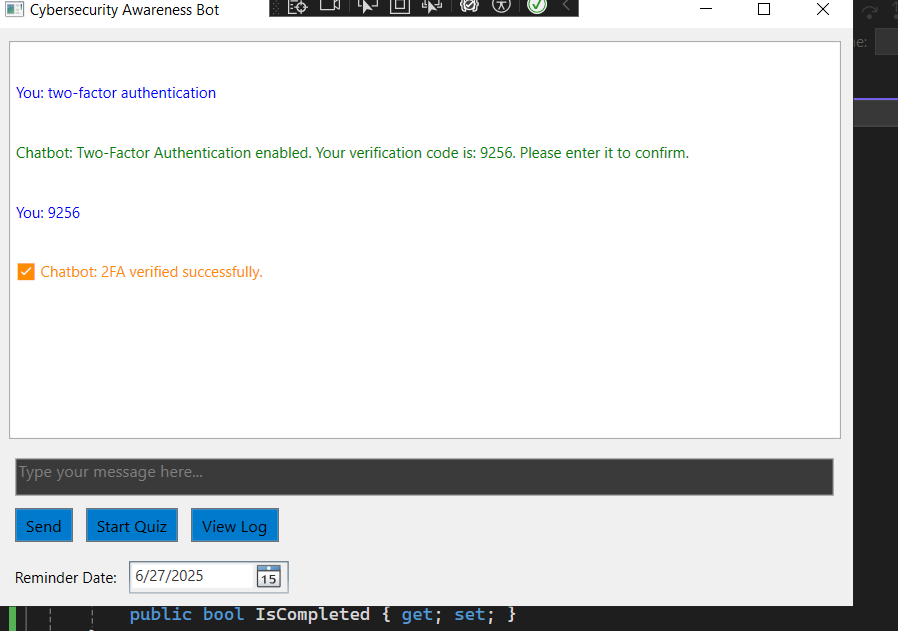 Cybersecurity Awareness Bot
You: two-factor authentication
Chatbot: Two-Factor Authentication enabled. Your verification code is: 9256. Please enter it to confirm.
You: 9256
Chatbot: 2FA verified successfully.
Type your message here...
Send Start Quiz View Log
Reminder Date: 6/27/2025 15
public bool IsCompleted { get; set; }